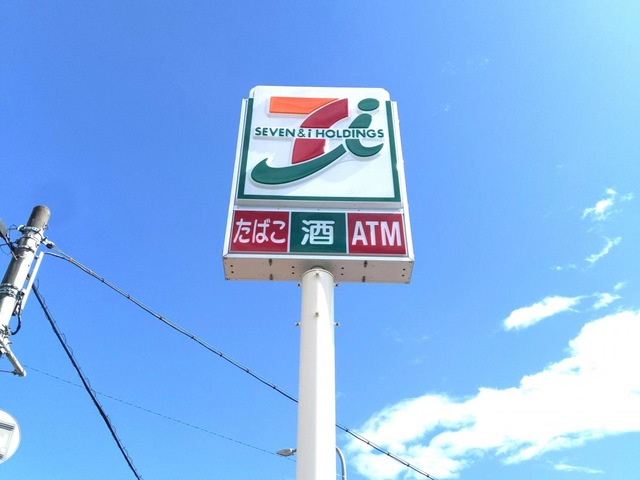 SEVEN & i HOLDINGS
たばこ 酒 ATM